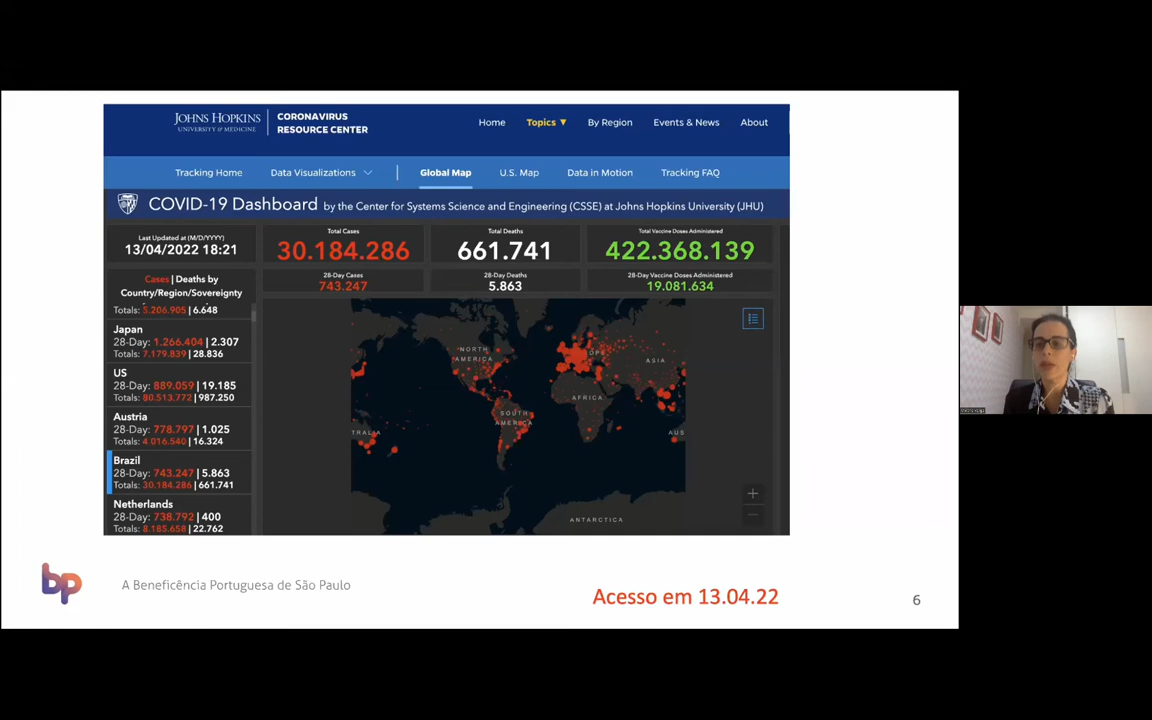 JOHNS HOPKINS
UNIVERSITY & MEDICINE
CORONAVIRUS
RESOURCE CENTER
Home
Topics ▼
By Region
Events & News
About
Tracking Home
Data Visualizations
Global Map
U.S. Map
Data in Motion
Tracking FAQ
COVID-19 Dashboard by the Center for Systems Science and Engineering (CSSE) at Johns Hopkins University (JHU)
Last Updated at (M/D/YYYY)
13/04/2022 18:21
Total Cases
30.184.286
Total Deaths
661.741
Total Vaccine Doses Administered
422.368.139
28-Day Cases
743.247
28-Day Deaths
5.863
28-Day Vaccine Doses Administered
19.081.634
Cases | Deaths by
Country/Region/Sovereignty
Totals: 5.206.905 | 6.648
Japan
28-Day: 1.266.404 | 2.307
Totals: 7.179.839 | 28.836
US
28-Day: 889.059 | 19.185
Totals: 80.513.772 | 987.250
Austria
28-Day: 778.797 | 1.025
Totals: 4.016.540 | 16.324
Brazil
28-Day: 743.247 | 5.863
Totals: 30.184.286 | 661.741
Netherlands
28-Day: 738.792 | 400
Totals: 8.185.658 | 22.762
NORTH
AMERICA
OP
ASIA
AFRICA
SOUTH
AMERICA
TRALIA
AUS
ANTARCTICA
bp
A Beneficência Portuguesa de São Paulo
Acesso em 13.04.22
6